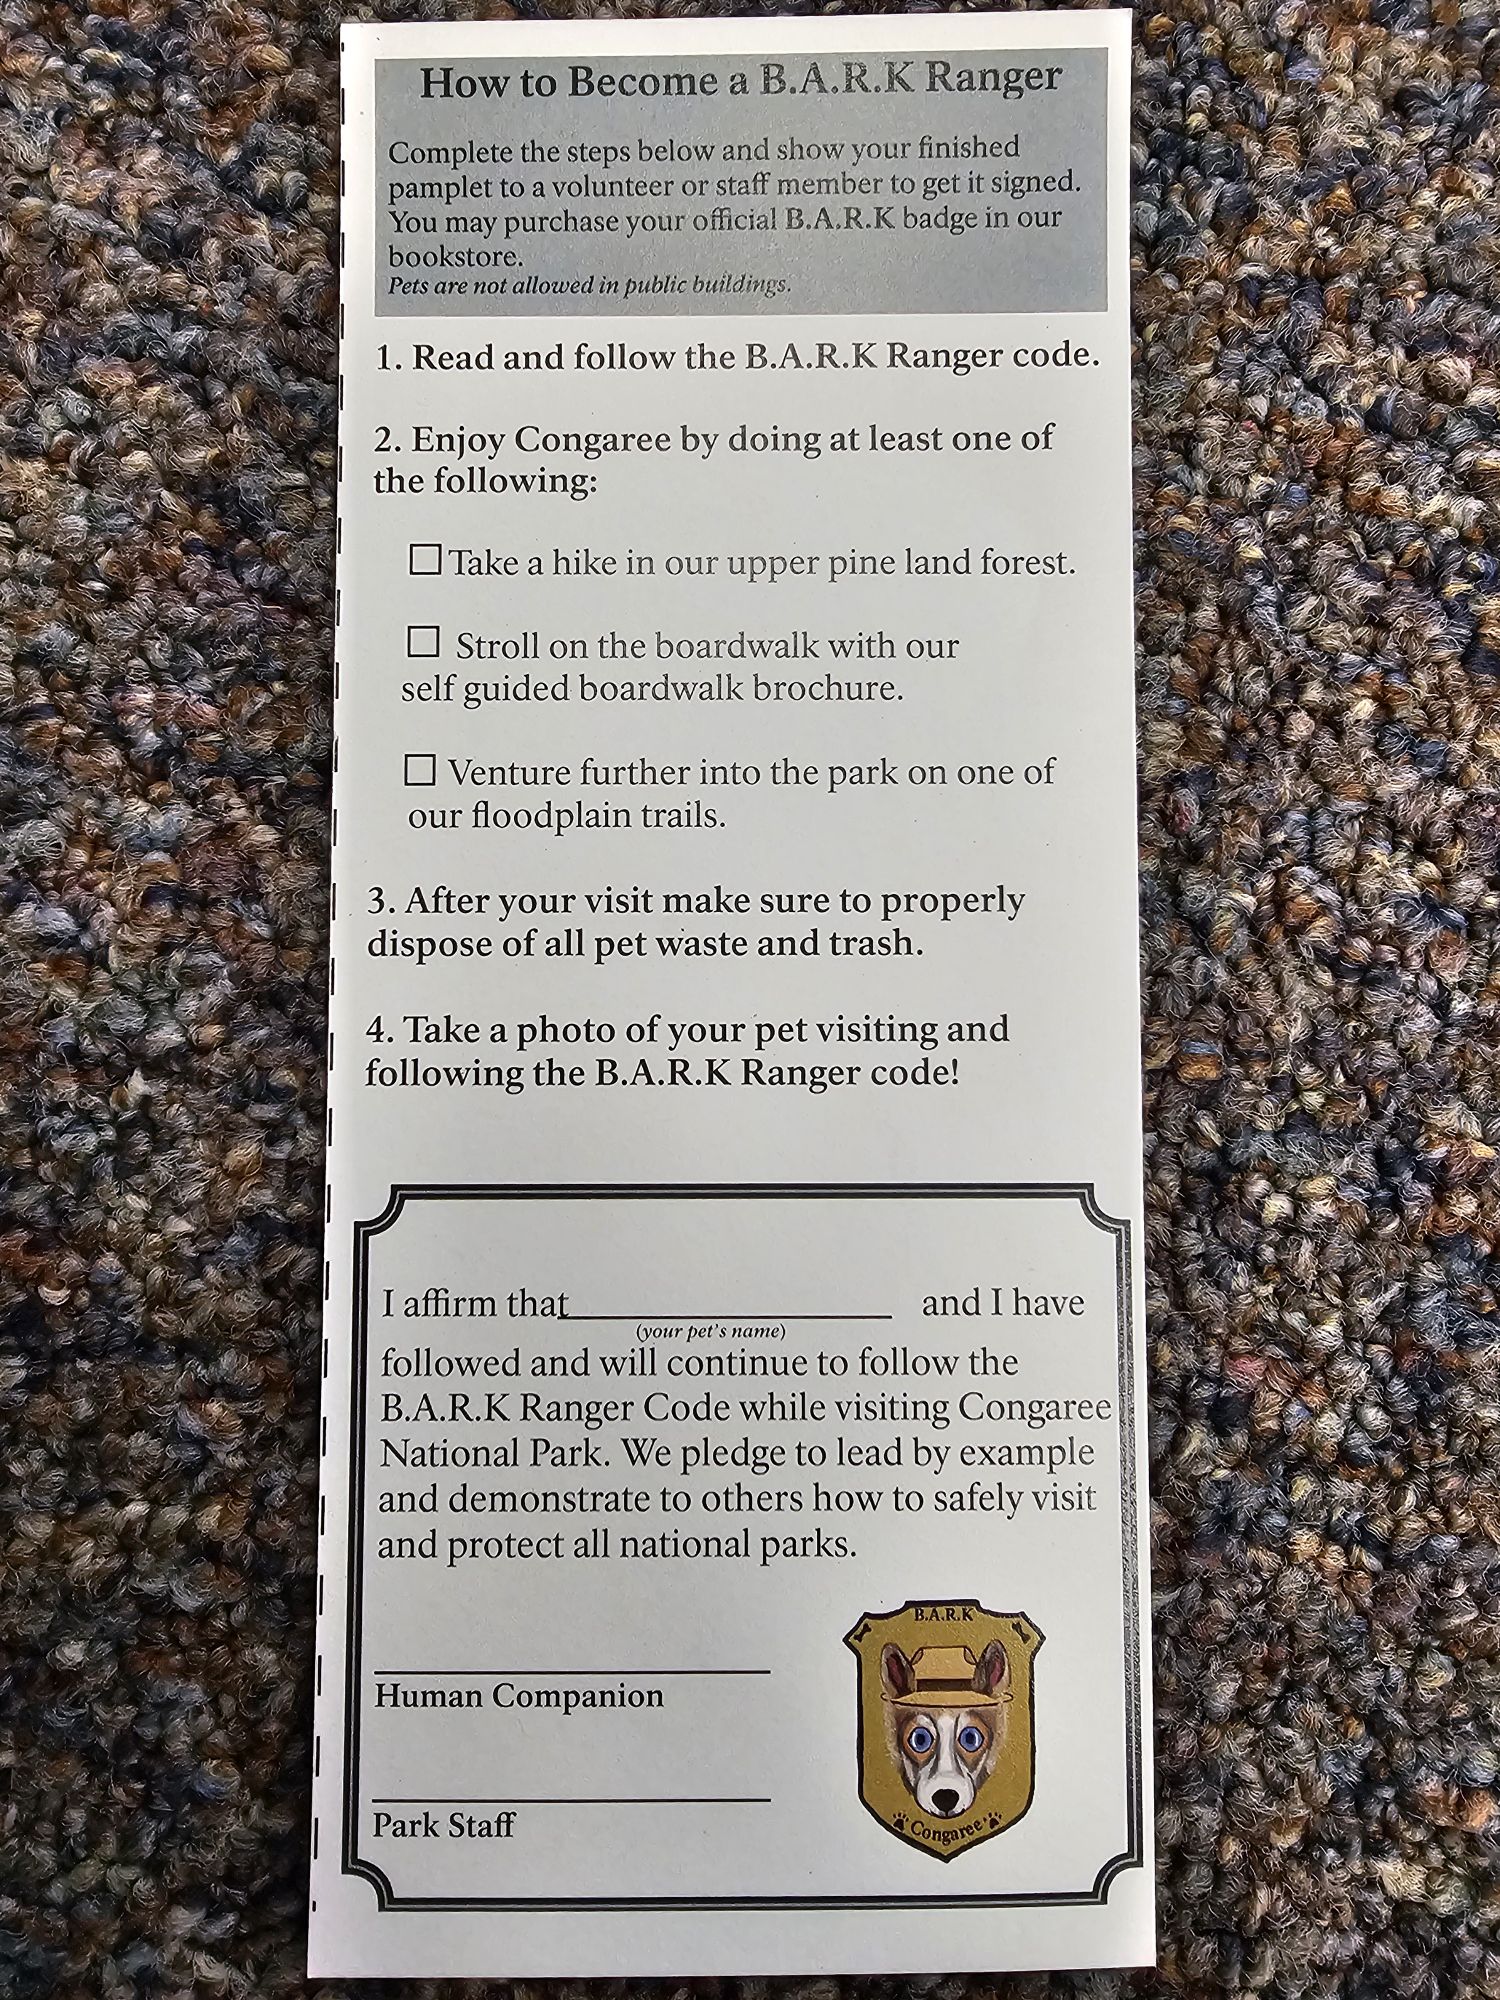 How to Become a B.A.R.K Ranger
Complete the steps below and show your finished
pamplet to a volunteer or staff member to get it signed.
You may purchase your official B.A.R.K badge in our
bookstore.
Pets are not allowed in public buildings.
1. Read and follow the B.A.R.K Ranger code.
2. Enjoy Congaree by doing at least one of
the following:
Take a hike in our upper pine land forest.
Stroll on the boardwalk with our
self guided boardwalk brochure.
Venture further into the park on one of
our floodplain trails.
3. After your visit make sure to properly
dispose of all pet waste and trash.
4. Take a photo of your pet visiting and
following the B.A.R.K Ranger code!
I affirm that and I have
(your pet's name)
followed and will continue to follow the
B.A.R.K Ranger Code while visiting Congaree
National Park. We pledge to lead by example
and demonstrate to others how to safely visit
and protect all national parks.
Human Companion
Park Staff
B.A.R.K
Congaree